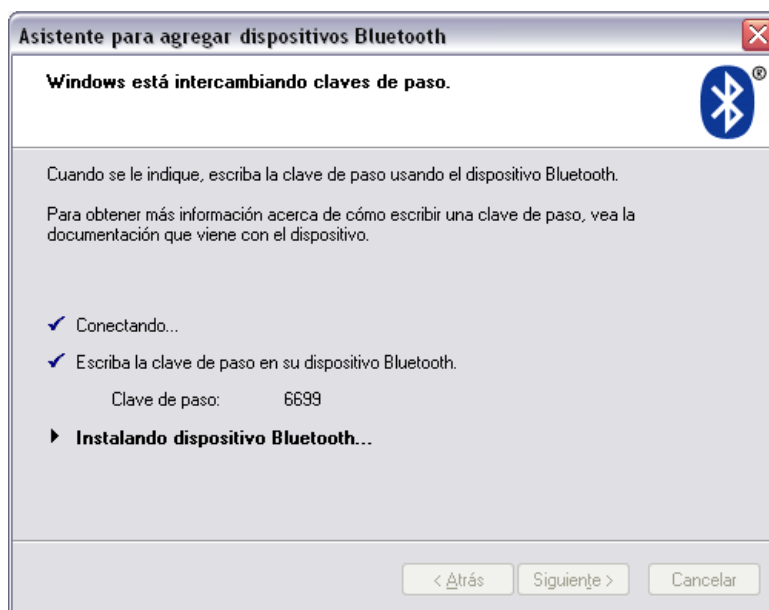 Asistente para agregar dispositivos Bluetooth
Windows está intercambiando claves de paso.
®
Cuando se le indique, escriba la clave de paso usando el dispositivo Bluetooth.
Para obtener más información acerca de cómo escribir una clave de paso, vea la
documentación que viene con el dispositivo.
Conectando...
Escriba la clave de paso en su dispositivo Bluetooth.
Clave de paso: 6699
Instalando dispositivo Bluetooth...
< Atrás Siguiente > Cancelar